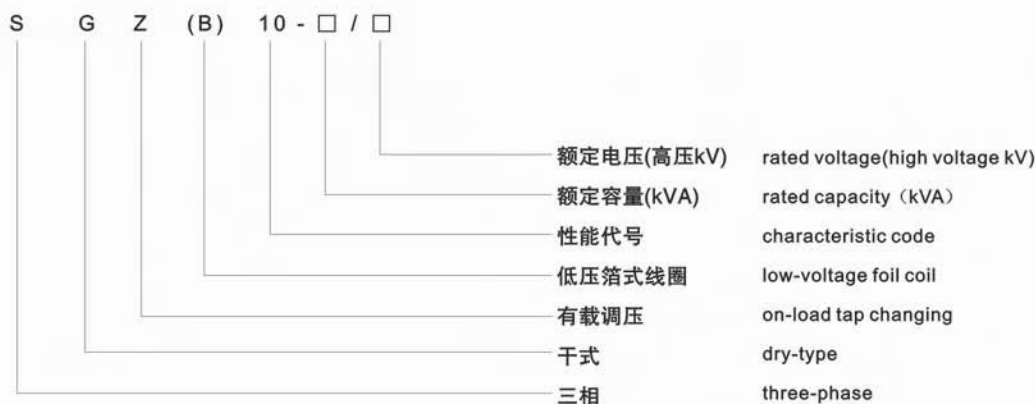 S G Z (B) 10 - □ / □
额定电压(高压kV) rated voltage(high voltage kV)
额定容量(kVA) rated capacity（kVA）
性能代号 characteristic code
低压箔式线圈 low-voltage foil coil
有载调压 on-load tap changing
干式 dry-type
三相 three-phase